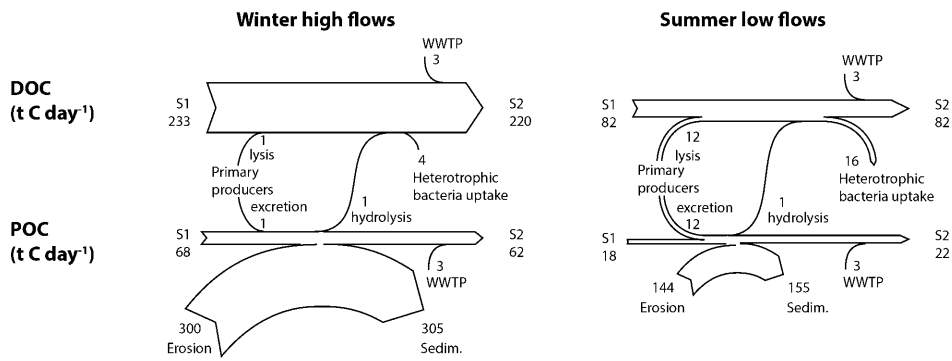 Winter high flows
Summer low flows
DOC
(t C day-1)
POC
(t C day-1)
WWTP
3
S1
233
S2
220
1
lysis
Primary
producers
excretion
1
1
hydrolysis
4
Heterotrophic
bacteria uptake
S1
68
S2
62
3
WWTP
300
Erosion
305
Sedim.
WWTP
3
S1
82
S2
82
12
lysis
Primary
producers
excretion
12
1
hydrolysis
16
Heterotrophic
bacteria uptake
S1
18
S2
22
3
WWTP
144
Erosion
155
Sedim.